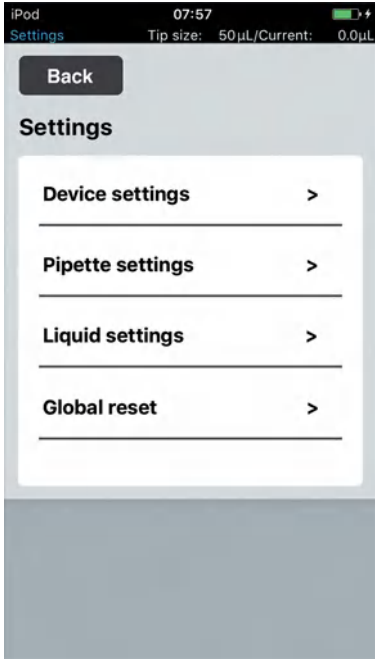 iPod 07:57
Settings Tip size: 50µL/Current: 0.0µL
Back
Settings
Device settings >
Pipette settings >
Liquid settings >
Global reset >